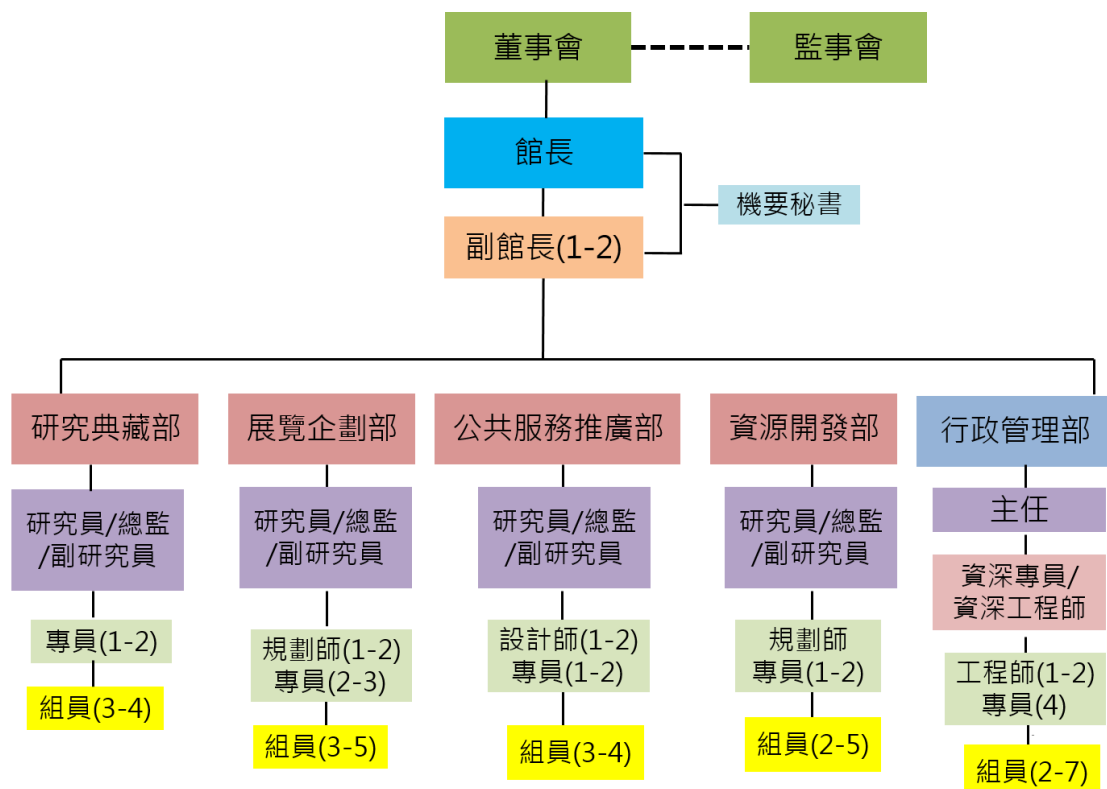 董事會
監事會
館長
機要秘書
副館長(1-2)
研究典藏部
展覽企劃部
公共服務推廣部
資源開發部
行政管理部
研究員/總監
/副研究員
研究員/總監
/副研究員
研究員/總監
/副研究員
研究員/總監
/副研究員
主任
資深專員/
資深工程師
專員(1-2)
規劃師(1-2)
專員(2-3)
設計師(1-2)
專員(1-2)
規劃師
專員(1-2)
工程師(1-2)
專員(4)
組員(3-4)
組員(3-5)
組員(3-4)
組員(2-5)
組員(2-7)